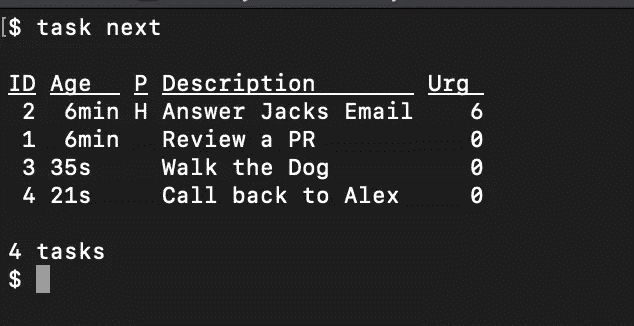 [$ task next
ID Age P Description Urg
2 6min H Answer Jacks Email 6
1 6min Review a PR 0
3 35s Walk the Dog 0
4 21s Call back to Alex 0
4 tasks
$